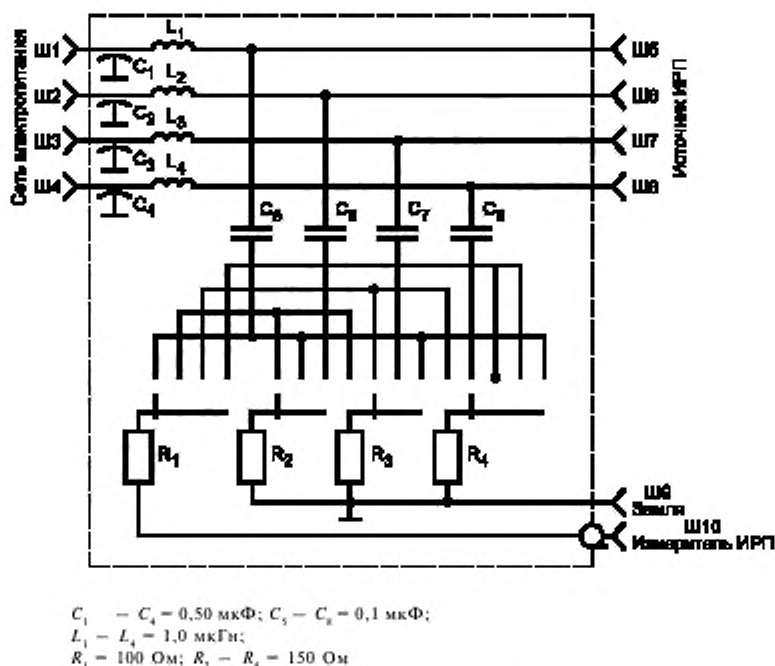 L₁
Ш1
Ш5
C₁
L₂
Ш2
Ш6
C₂
L₃
Ш3
Ш7
C₃
L₄
Ш4
Ш8
C₄
Сеть электропитания
Источник ИРП
C₅
C₆
C₇
C₈
R₁
R₂
R₃
R₄
Ш9
Земля
Ш10
Измеритель ИРП
C₁ – C₄ = 0,50 мкФ; C₅ – C₈ = 0,1 мкФ;
L₁ – L₄ = 1,0 мкГн;
R₁ = 100 Ом; R₂ – R₄ = 150 Ом